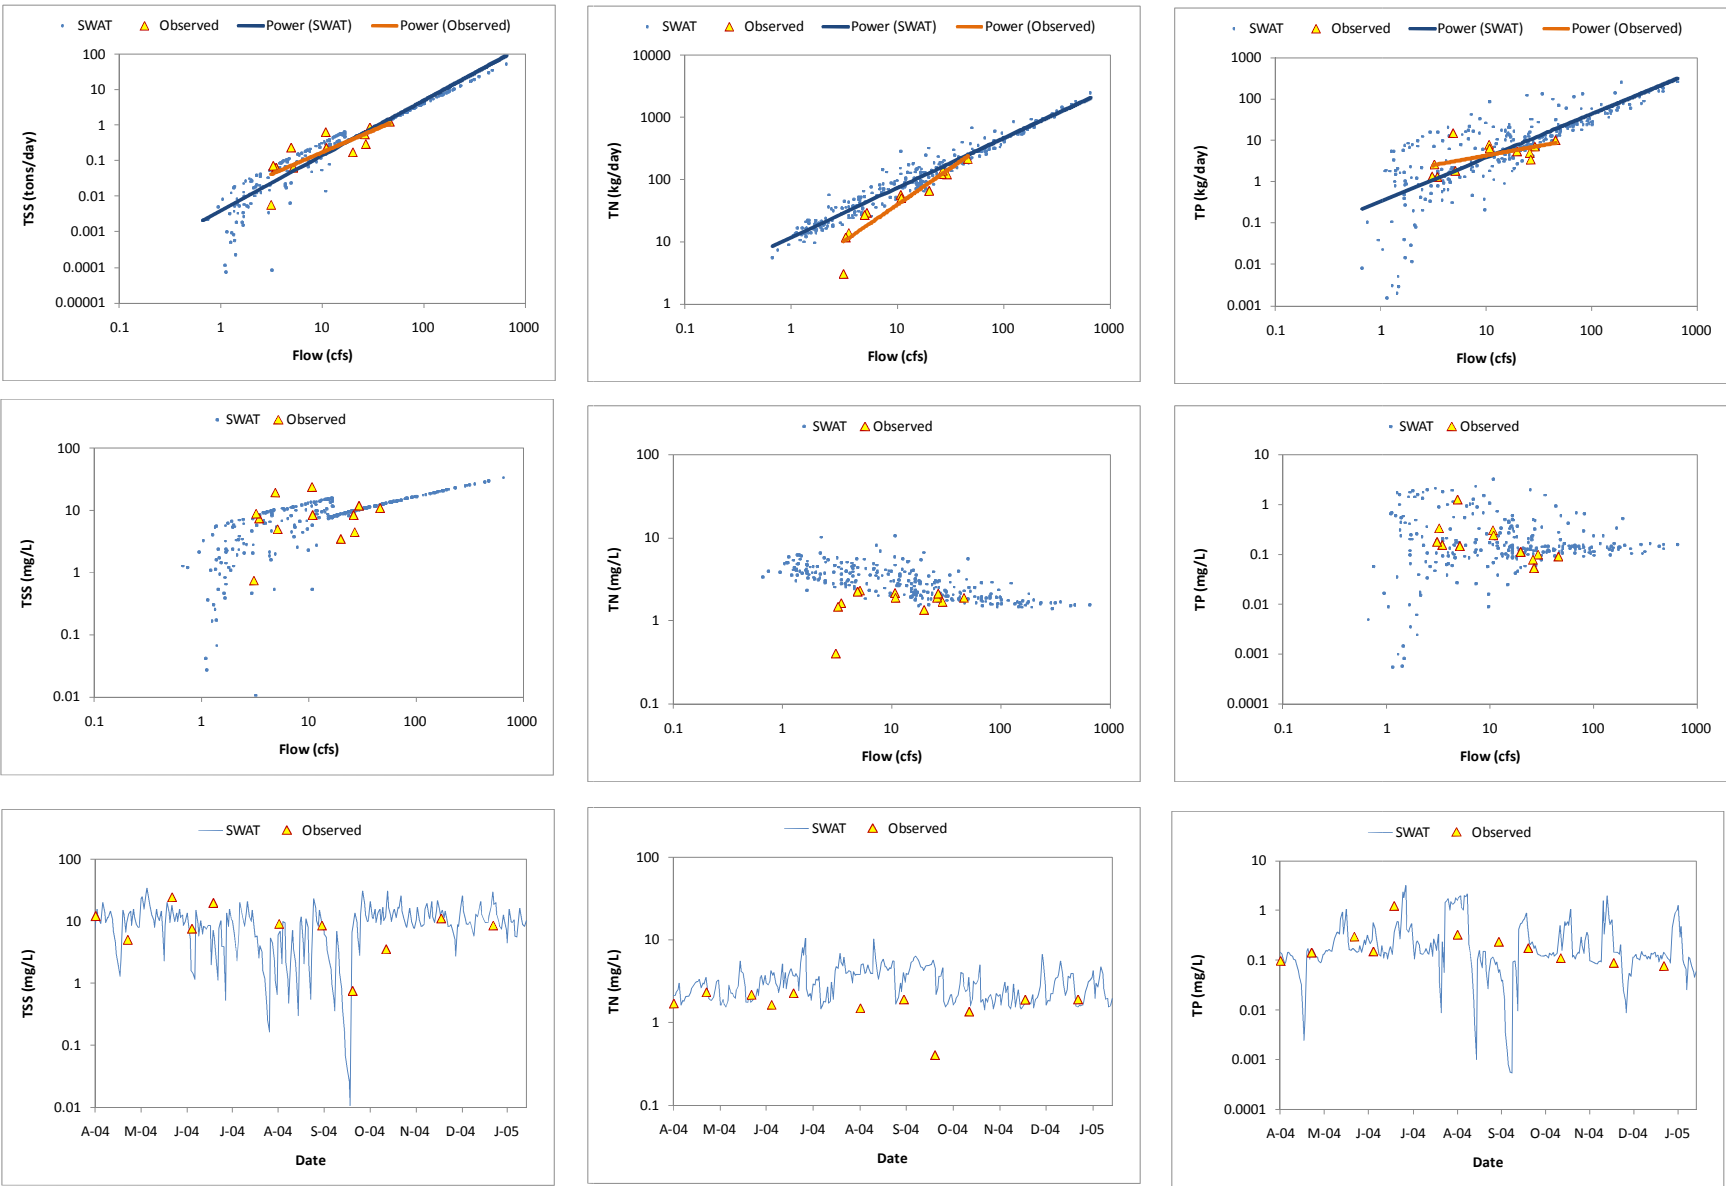 SWAT Observed Power (SWAT) Power (Observed)
TSS (tons/day)
100
10
1
0.1
0.01
0.001
0.0001
0.00001
0.1 1 10 100 1000
Flow (cfs)
SWAT Observed Power (SWAT) Power (Observed)
TN (kg/day)
10000
1000
100
10
1
0.1 1 10 100 1000
Flow (cfs)
SWAT Observed Power (SWAT) Power (Observed)
TP (kg/day)
1000
100
10
1
0.1
0.01
0.001
0.1 1 10 100 1000
Flow (cfs)
SWAT Observed
TSS (mg/L)
100
10
1
0.1
0.01
0.1 1 10 100 1000
Flow (cfs)
SWAT Observed
TN (mg/L)
100
10
1
0.1
0.1 1 10 100 1000
Flow (cfs)
SWAT Observed
TP (mg/L)
10
1
0.1
0.01
0.001
0.0001
0.1 1 10 100 1000
Flow (cfs)
SWAT Observed
TSS (mg/L)
100
10
1
0.1
0.01
A-04 M-04 J-04 J-04 A-04 S-04 O-04 N-04 D-04 J-05
Date
SWAT Observed
TN (mg/L)
100
10
1
0.1
A-04 M-04 J-04 J-04 A-04 S-04 O-04 N-04 D-04 J-05
Date
SWAT Observed
TP (mg/L)
10
1
0.1
0.01
0.001
0.0001
A-04 M-04 J-04 J-04 A-04 S-04 O-04 N-04 D-04 J-05
Date